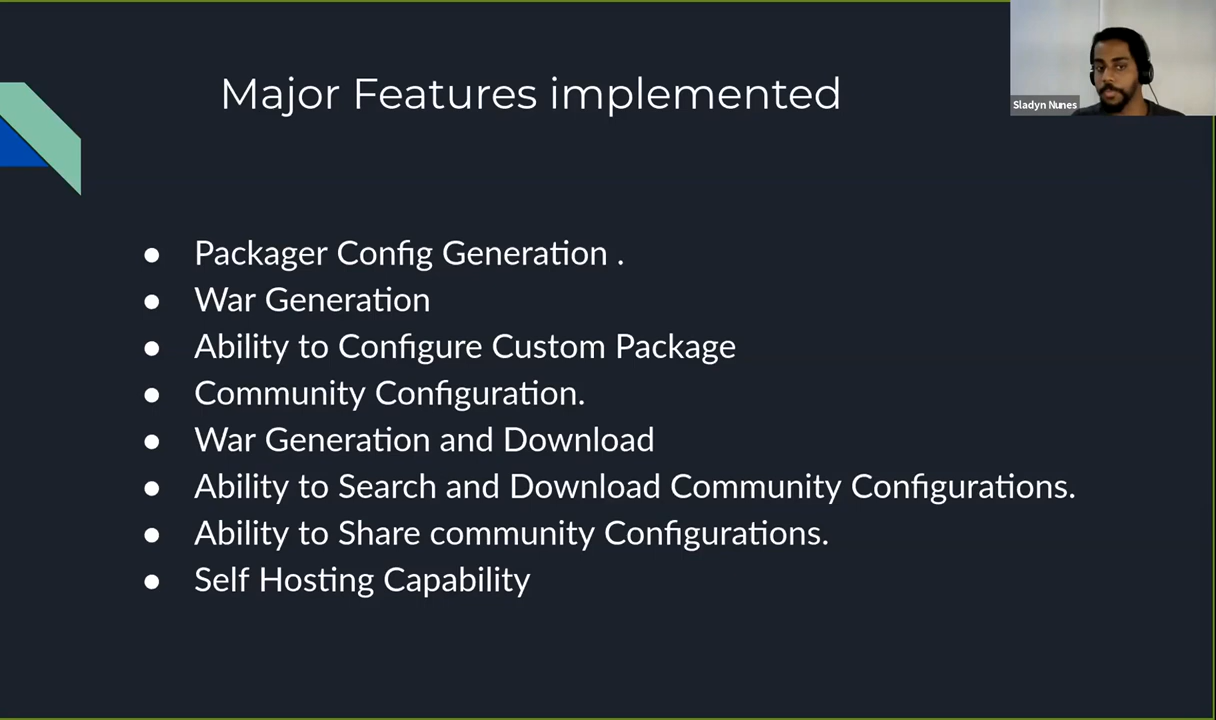 Major Features implemented
Sladyn Nunes
● Packager Config Generation .
● War Generation
● Ability to Configure Custom Package
● Community Configuration.
● War Generation and Download
● Ability to Search and Download Community Configurations.
● Ability to Share community Configurations.
● Self Hosting Capability